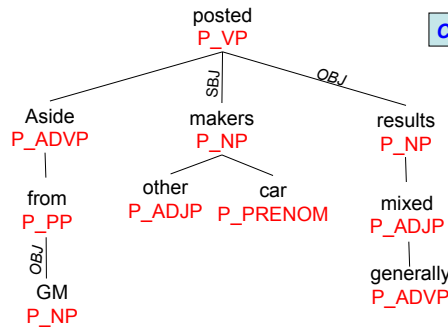 posted
P_VP
C
SBJ
OBJ
Aside
P_ADVP
makers
P_NP
results
P_NP
from
P_PP
other
P_ADJP
car
P_PRENOM
mixed
P_ADJP
OBJ
GM
P_NP
generally
P_ADVP